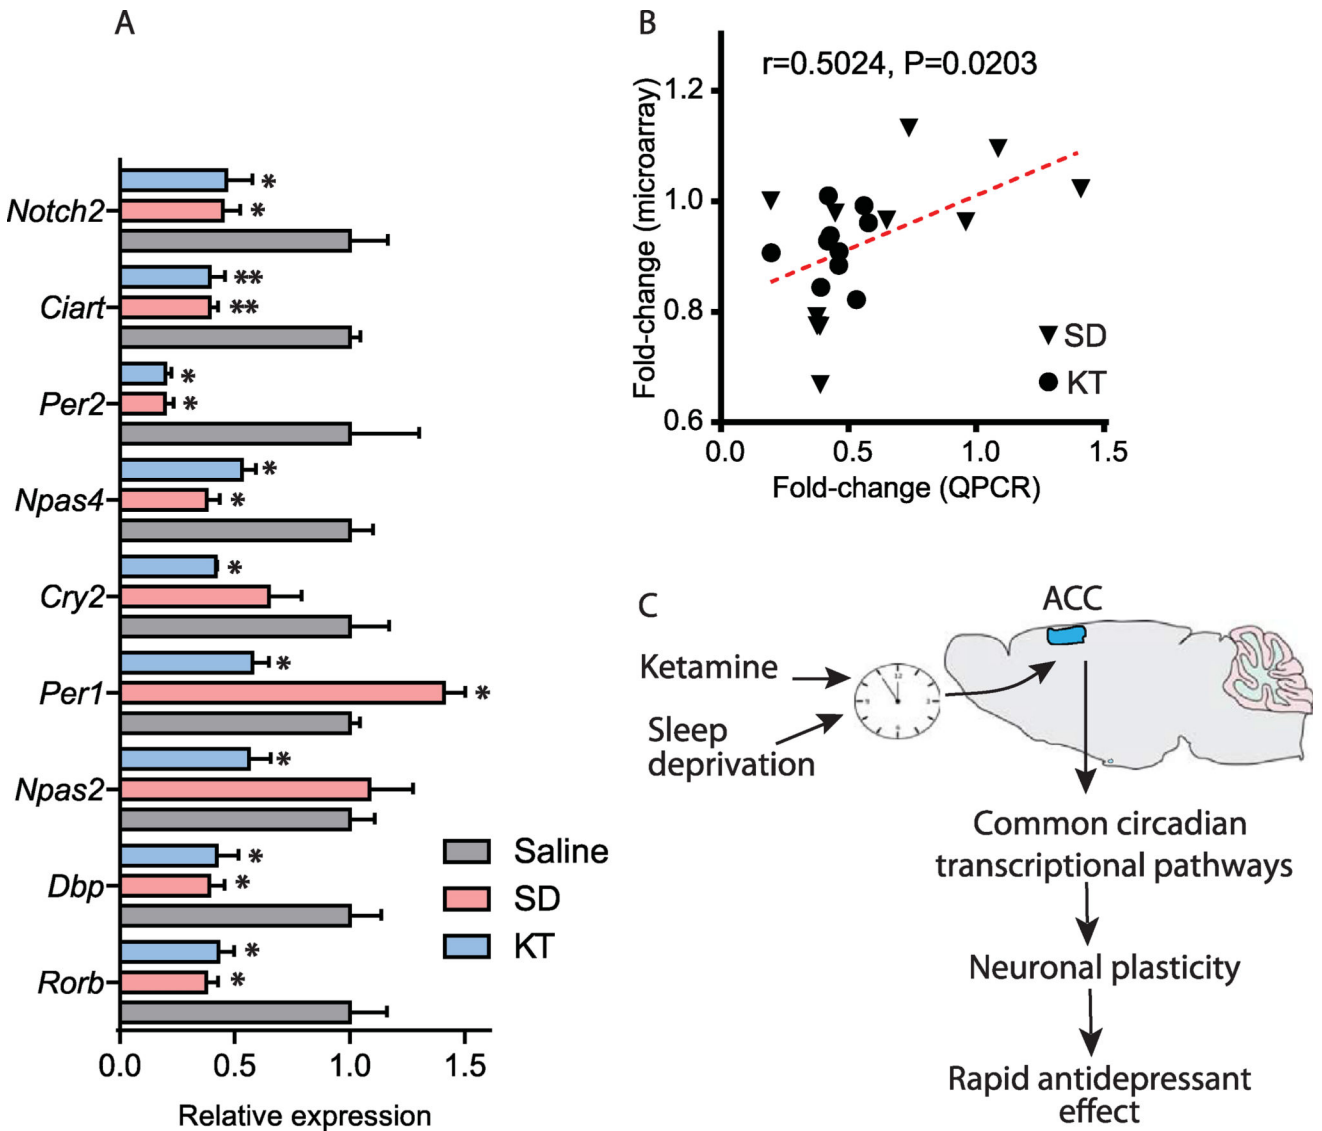 A
Notch2
*
*
Ciart
**
**
Per2
*
*
Npas4
*
*
Cry2
*
Per1
*
*
Npas2
*
Dbp
*
*
Rorb
*
*
Saline
SD
KT
0.0 0.5 1.0 1.5
Relative expression
B
r=0.5024, P=0.0203
Fold-change (microarray)
1.2
1.0
0.8
0.6
SD
KT
0.0 0.5 1.0 1.5
Fold-change (QPCR)
C
ACC
Ketamine
Sleep
deprivation
12
3
9
Common circadian
transcriptional pathways
Neuronal plasticity
Rapid antidepressant
effect